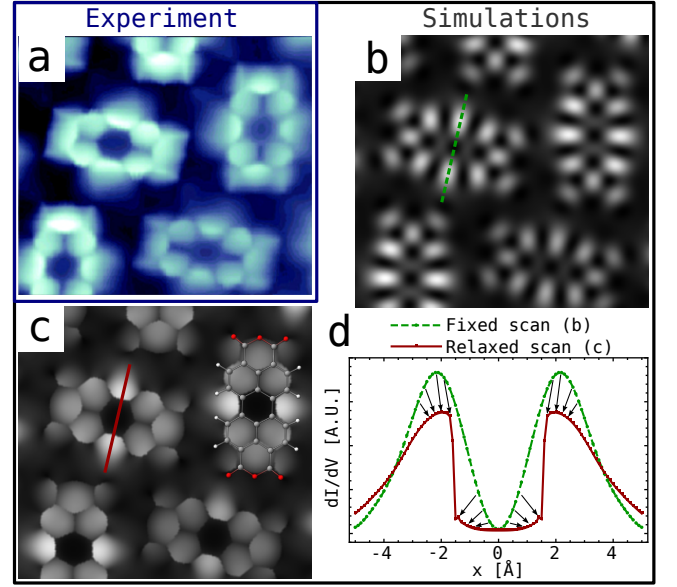 Experiment
Simulations
a
b
c
d
Fixed scan (b)
Relaxed scan (c)
dI/dV [A.U.]
-4 -2 0 2 4
x [Å]